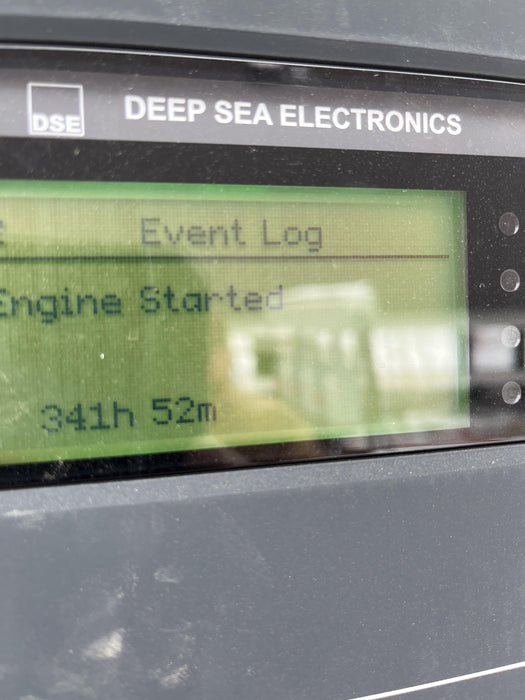 DSE DEEP SEA ELECTRONICS
Event Log
Engine Started
341h 52m